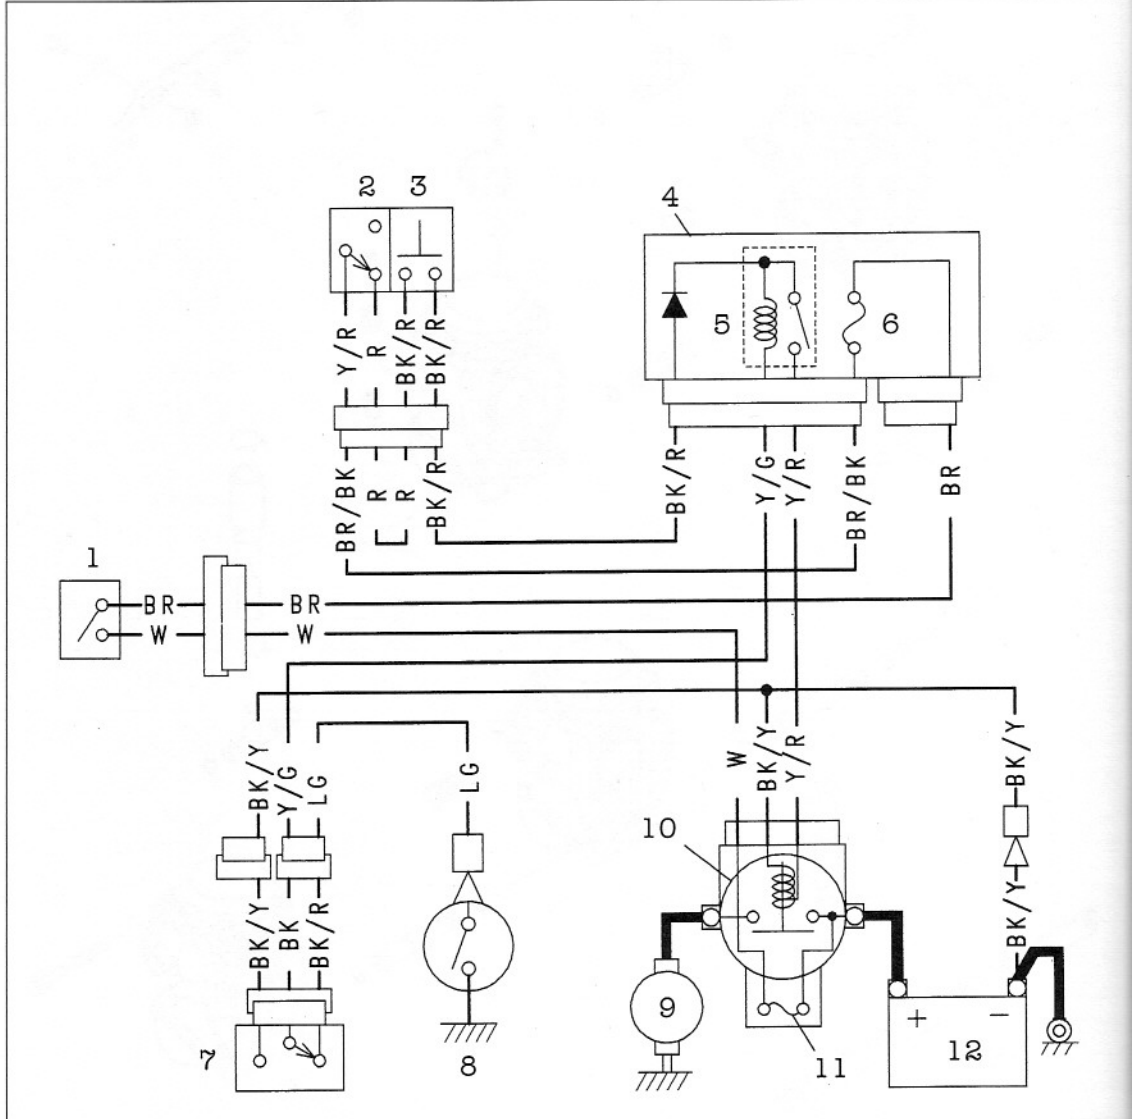 2 3
4
5 6
Y/R R BK/R BK/R
BR/BK R R BK/R
BK/R Y/G Y/R BR/BK BR
1
BR BR
W W
BK/Y Y/G LG LG
W BK/Y Y/R BK/Y
10
BK/Y BK BK/R
BK/Y
9
+ −
7 8 11 12